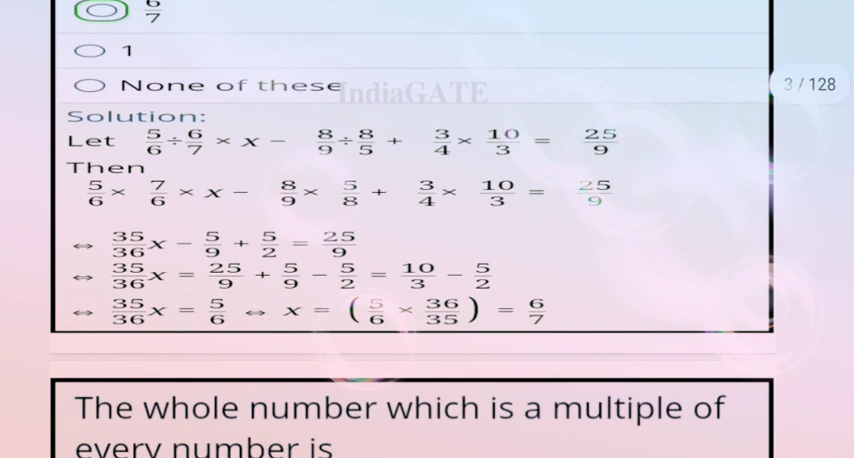 6/7
1
None of these
IndiaGATE
3 / 128
Solution:
Let 5/6 ÷ 6/7 × x − 8/9 ÷ 8/5 + 3/4 × 10/3 = 25/9
Then
5/6 × 7/6 × x − 8/9 × 5/8 + 3/4 × 10/3 = 25/9
⇔ 35/36 x − 5/9 + 5/2 = 25/9
⇔ 35/36 x = 25/9 + 5/9 − 5/2 = 10/3 − 5/2
⇔ 35/36 x = 5/6 ⇔ x = (5/6 × 36/35) = 6/7
The whole number which is a multiple of
every number is